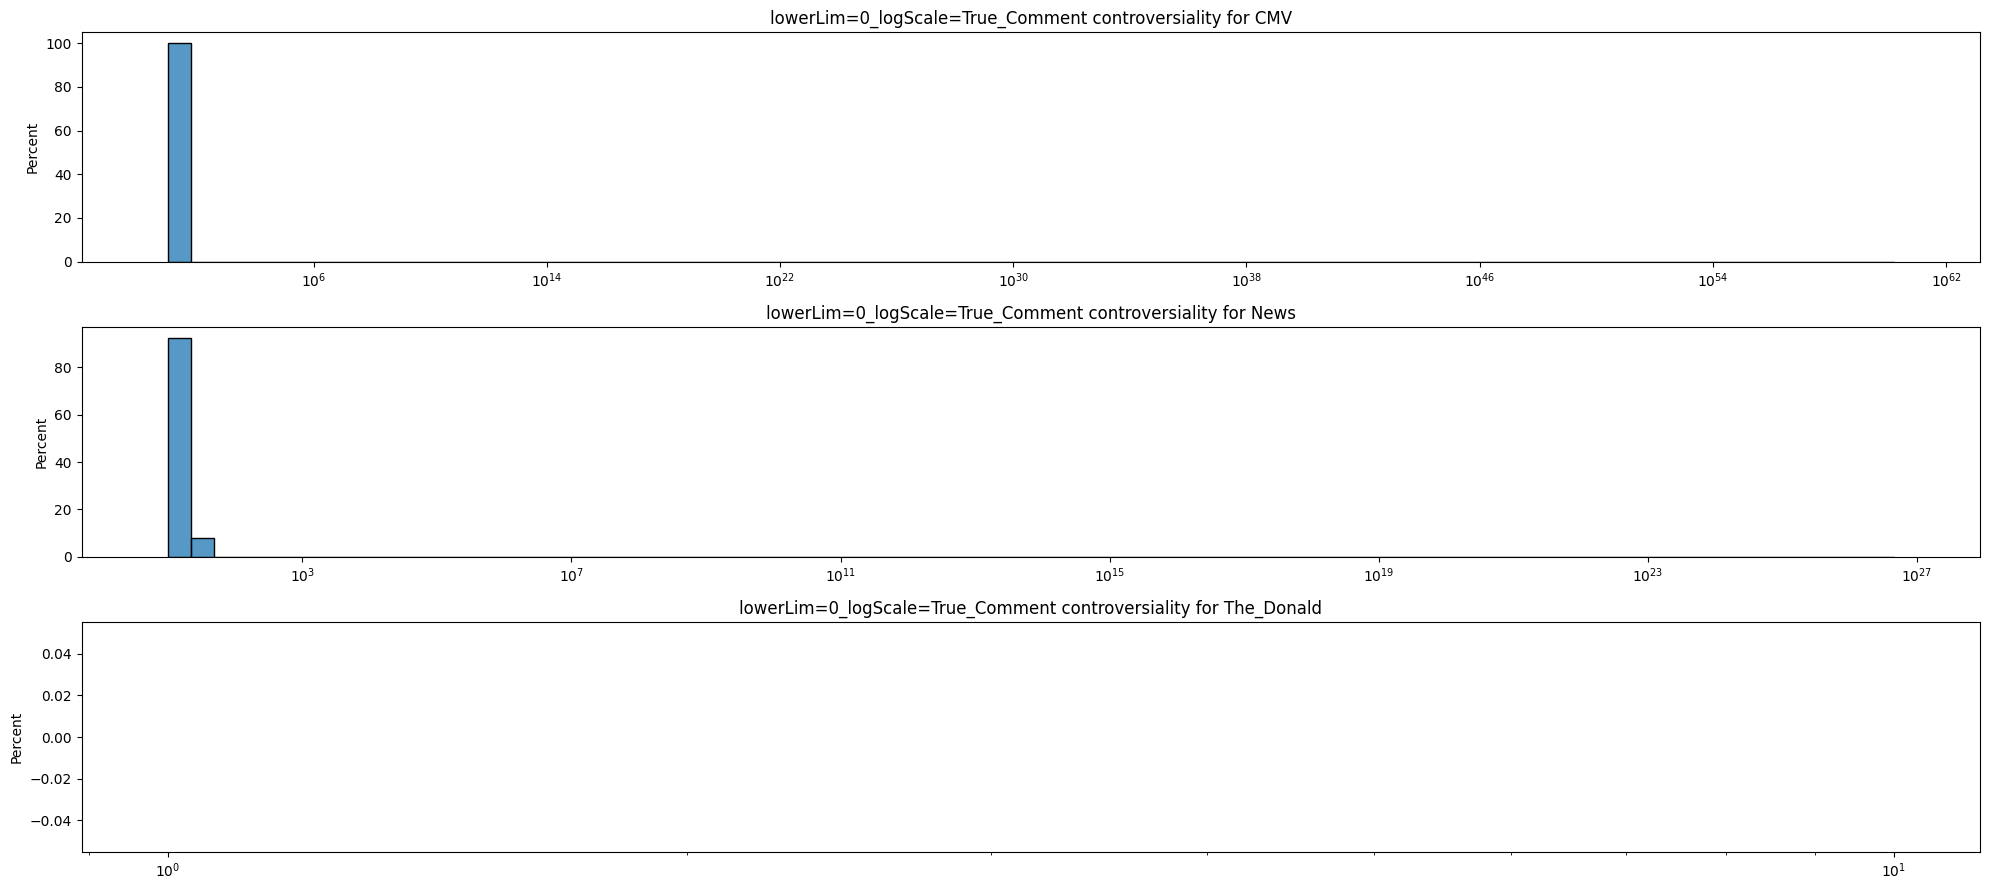 lowerLim=0_logScale=True_Comment controversiality for CMV
100
80
60
40
20
0
Percent
10^6 10^14 10^22 10^30 10^38 10^46 10^54 10^62
lowerLim=0_logScale=True_Comment controversiality for News
80
60
40
20
0
Percent
10^3 10^7 10^11 10^15 10^19 10^23 10^27
lowerLim=0_logScale=True_Comment controversiality for The_Donald
0.04
0.02
0.00
−0.02
−0.04
Percent
10^0 10^1